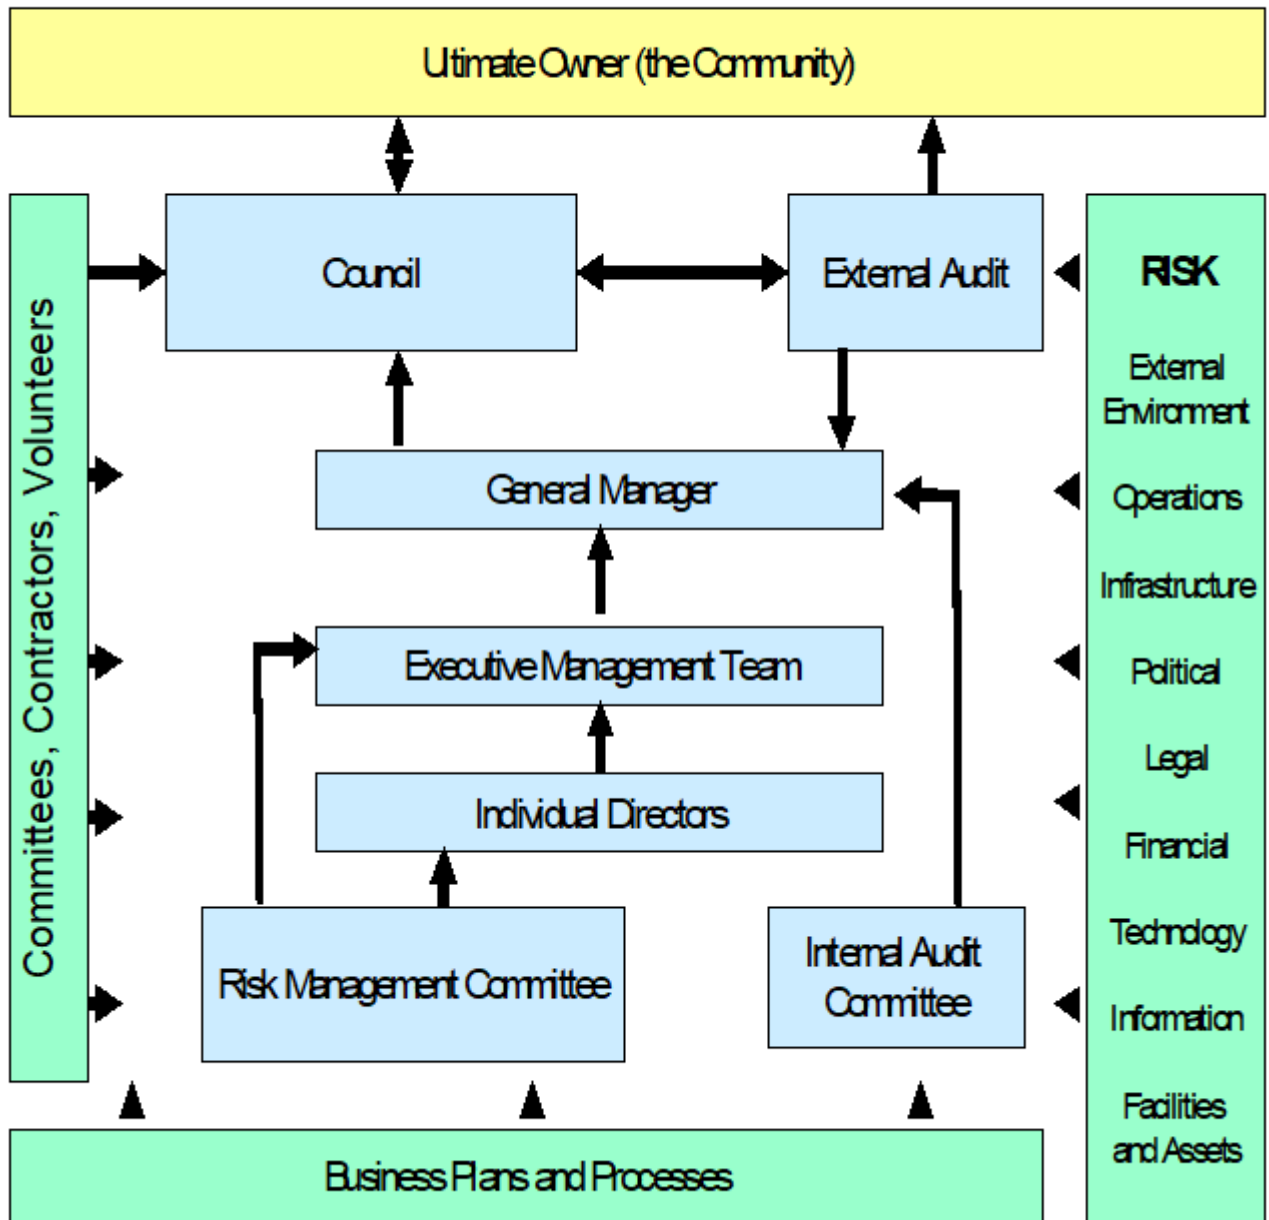 Ultimate Owner (the Community)
Council
External Audit
General Manager
Executive Management Team
Individual Directors
Risk Management Committee
Internal Audit
Committee
Committees, Contractors, Volunteers
RISK
External
Environment
Operations
Infrastructure
Political
Legal
Financial
Technology
Information
Facilities
and Assets
Business Plans and Processes